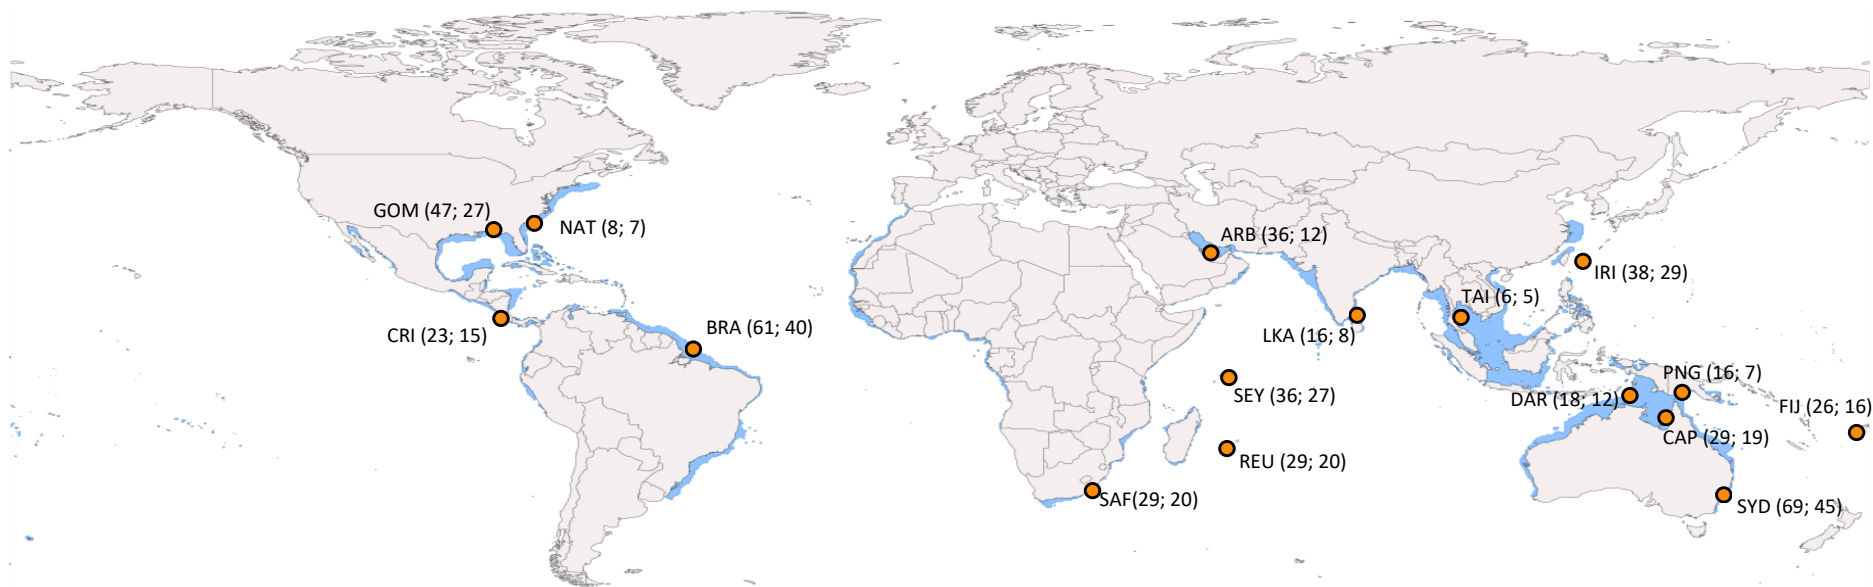 GOM (47; 27)
NAT (8; 7)
ARB (36; 12)
IRI (38; 29)
TAI (6; 5)
BRA (61; 40)
CRI (23; 15)
LKA (16; 8)
PNG (16; 7)
SEY (36; 27)
DAR (18; 12)
FIJ (26; 16)
CAP (29; 19)
REU (29; 20)
SAF(29; 20)
SYD (69; 45)